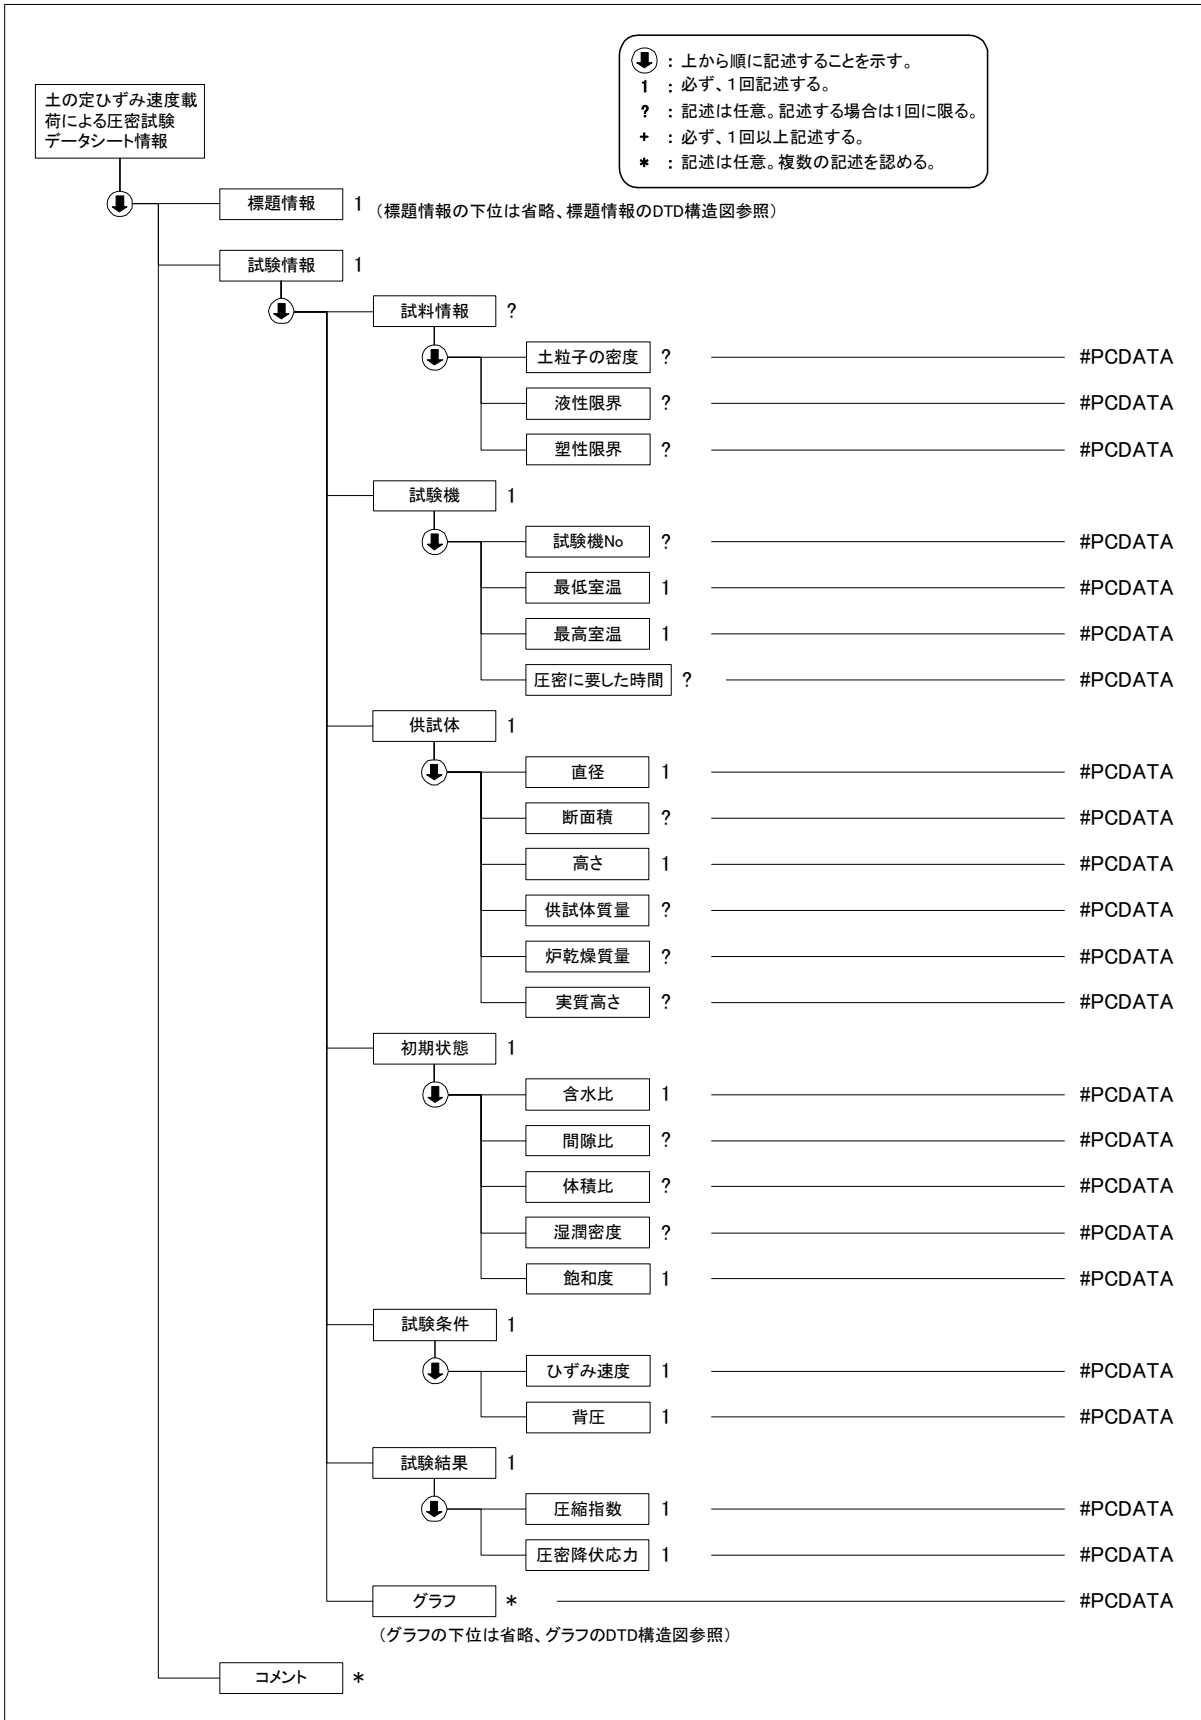 ：上から順に記述することを示す。
1 ：必ず、1回記述する。
? ：記述は任意。記述する場合は1回に限る。
+ ：必ず、1回以上記述する。
* ：記述は任意。複数の記述を認める。
土の定ひずみ速度載
荷による圧密試験
データシート情報
標題情報 1 （標題情報の下位は省略、標題情報のDTD構造図参照）
試験情報 1
試料情報 ?
土粒子の密度 ? #PCDATA
液性限界 ? #PCDATA
塑性限界 ? #PCDATA
試験機 1
試験機No ? #PCDATA
最低室温 1 #PCDATA
最高室温 1 #PCDATA
圧密に要した時間 ? #PCDATA
供試体 1
直径 1 #PCDATA
断面積 ? #PCDATA
高さ 1 #PCDATA
供試体質量 ? #PCDATA
炉乾燥質量 ? #PCDATA
実質高さ ? #PCDATA
初期状態 1
含水比 1 #PCDATA
間隙比 ? #PCDATA
体積比 ? #PCDATA
湿潤密度 ? #PCDATA
飽和度 1 #PCDATA
試験条件 1
ひずみ速度 1 #PCDATA
背圧 1 #PCDATA
試験結果 1
圧縮指数 1 #PCDATA
圧密降伏応力 1 #PCDATA
グラフ * #PCDATA
（グラフの下位は省略、グラフのDTD構造図参照）
コメント *